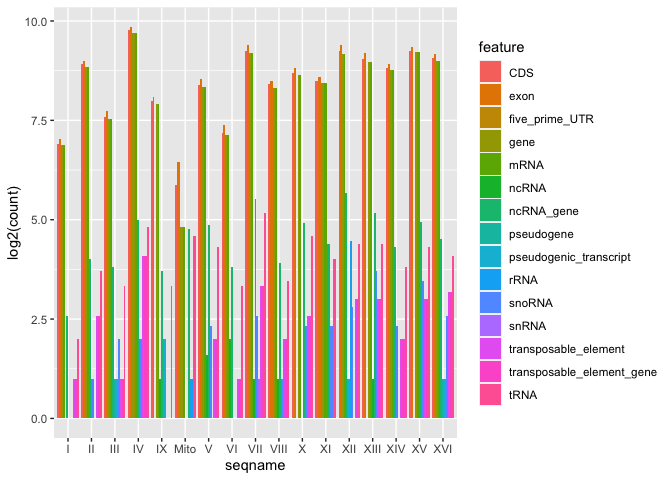 10.0
7.5
5.0
2.5
0.0
log2(count)
I II III IV IX Mito V VI VII VIII X XI XII XIII XIV XV XVI
seqname
feature
CDS
exon
five_prime_UTR
gene
mRNA
ncRNA
ncRNA_gene
pseudogene
pseudogenic_transcript
rRNA
snoRNA
snRNA
transposable_element
transposable_element_gene
tRNA